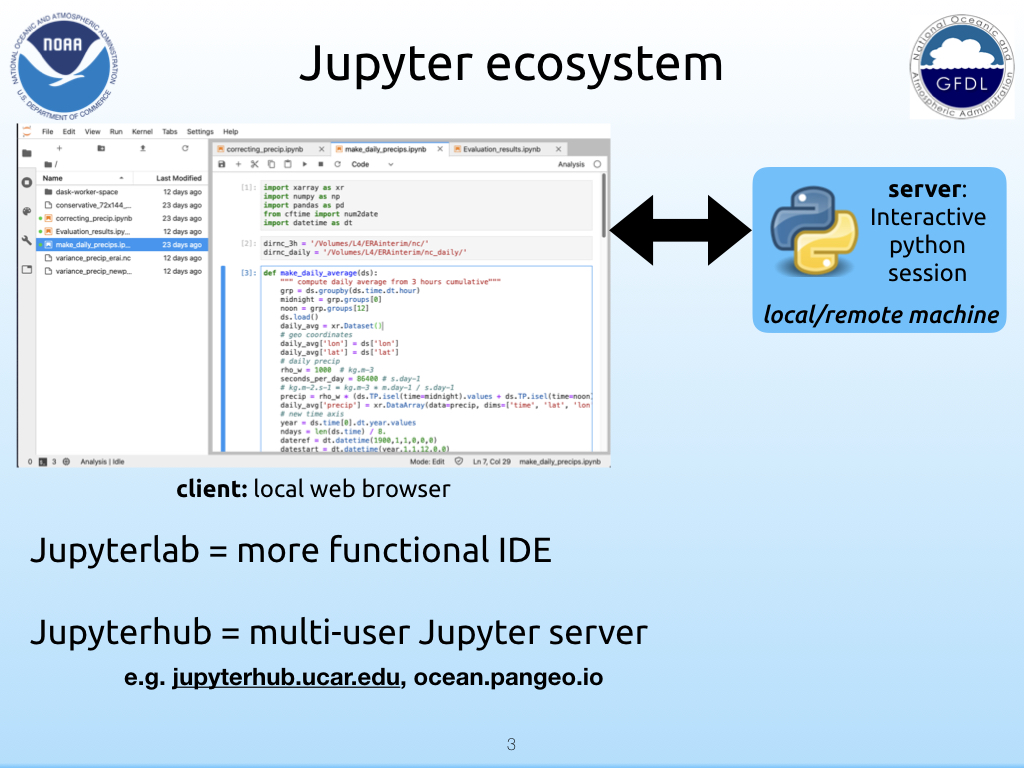 NATIONAL OCEANIC AND ATMOSPHERIC ADMINISTRATION
NOAA
U.S. DEPARTMENT OF COMMERCE
Jupyter ecosystem
National Oceanic and
GFDL
Atmospheric Administration
File Edit View Run Kernel Tabs Settings Help
correcting_precip.ipynb make_daily_precips.ipynb Evaluation_results.ipynb
Code Analysis
/
Name Last Modified
dask-worker-space 12 days ago
conservative_72x144_... 23 days ago
correcting_precip.ipynb 12 days ago
Evaluation_results.ipy... 12 days ago
make_daily_precips.ip... 23 days ago
variance_precip_erai.nc 12 days ago
variance_precip_newp... 12 days ago
[1]: import xarray as xr
import numpy as np
import pandas as pd
from cftime import num2date
import datetime as dt
[2]: dirnc_3h = '/Volumes/L4/ERAinterim/nc/'
dirnc_daily = '/Volumes/L4/ERAinterim/nc_daily/'
[3]: def make_daily_average(ds):
""" compute daily average from 3 hours cumulative"""
grp = ds.groupby(ds.time.dt.hour)
midnight = grp.groups[0]
noon = grp.groups[12]
ds.load()
daily_avg = xr.Dataset()
# geo coordinates
daily_avg['lon'] = ds['lon']
daily_avg['lat'] = ds['lat']
# daily precip
rho_w = 1000 # kg.m-3
seconds_per_day = 86400 # s.day-1
# kg.m-2.s-1 = kg.m-3 * m.day-1 / s.day-1
precip = rho_w * (ds.TP.isel(time=midnight).values + ds.TP.isel(time=noon
daily_avg['precip'] = xr.DataArray(data=precip, dims=['time', 'lat', 'lon
# new time axis
year = ds.time[0].dt.year.values
ndays = len(ds.time) / 8.
dateref = dt.datetime(1900,1,1,0,0,0)
datestart = dt.datetime(year,1,1,12,0,0)
0 3 Analysis | Idle Mode: Edit Ln 7, Col 29 make_daily_precips.ipynb
server:
Interactive
python
session
local/remote machine
client: local web browser
Jupyterlab = more functional IDE
Jupyterhub = multi-user Jupyter server
e.g. jupyterhub.ucar.edu, ocean.pangeo.io
3